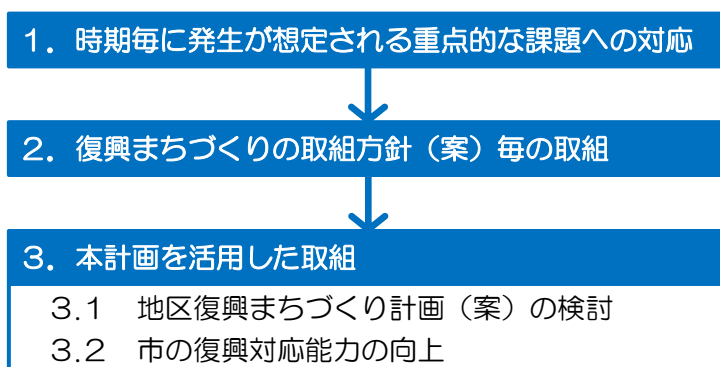 １．時期毎に発生が想定される重点的な課題への対応
２．復興まちづくりの取組方針（案）毎の取組
３．本計画を活用した取組
３.１　地区復興まちづくり計画（案）の検討
３.２　市の復興対応能力の向上